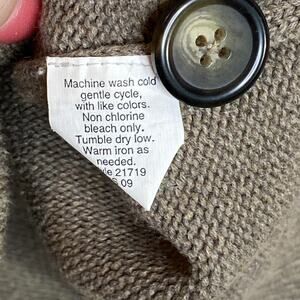 Machine wash cold
gentle cycle,
with like colors.
Non chlorine
bleach only.
Tumble dry low.
Warm iron as
needed.
21719
09